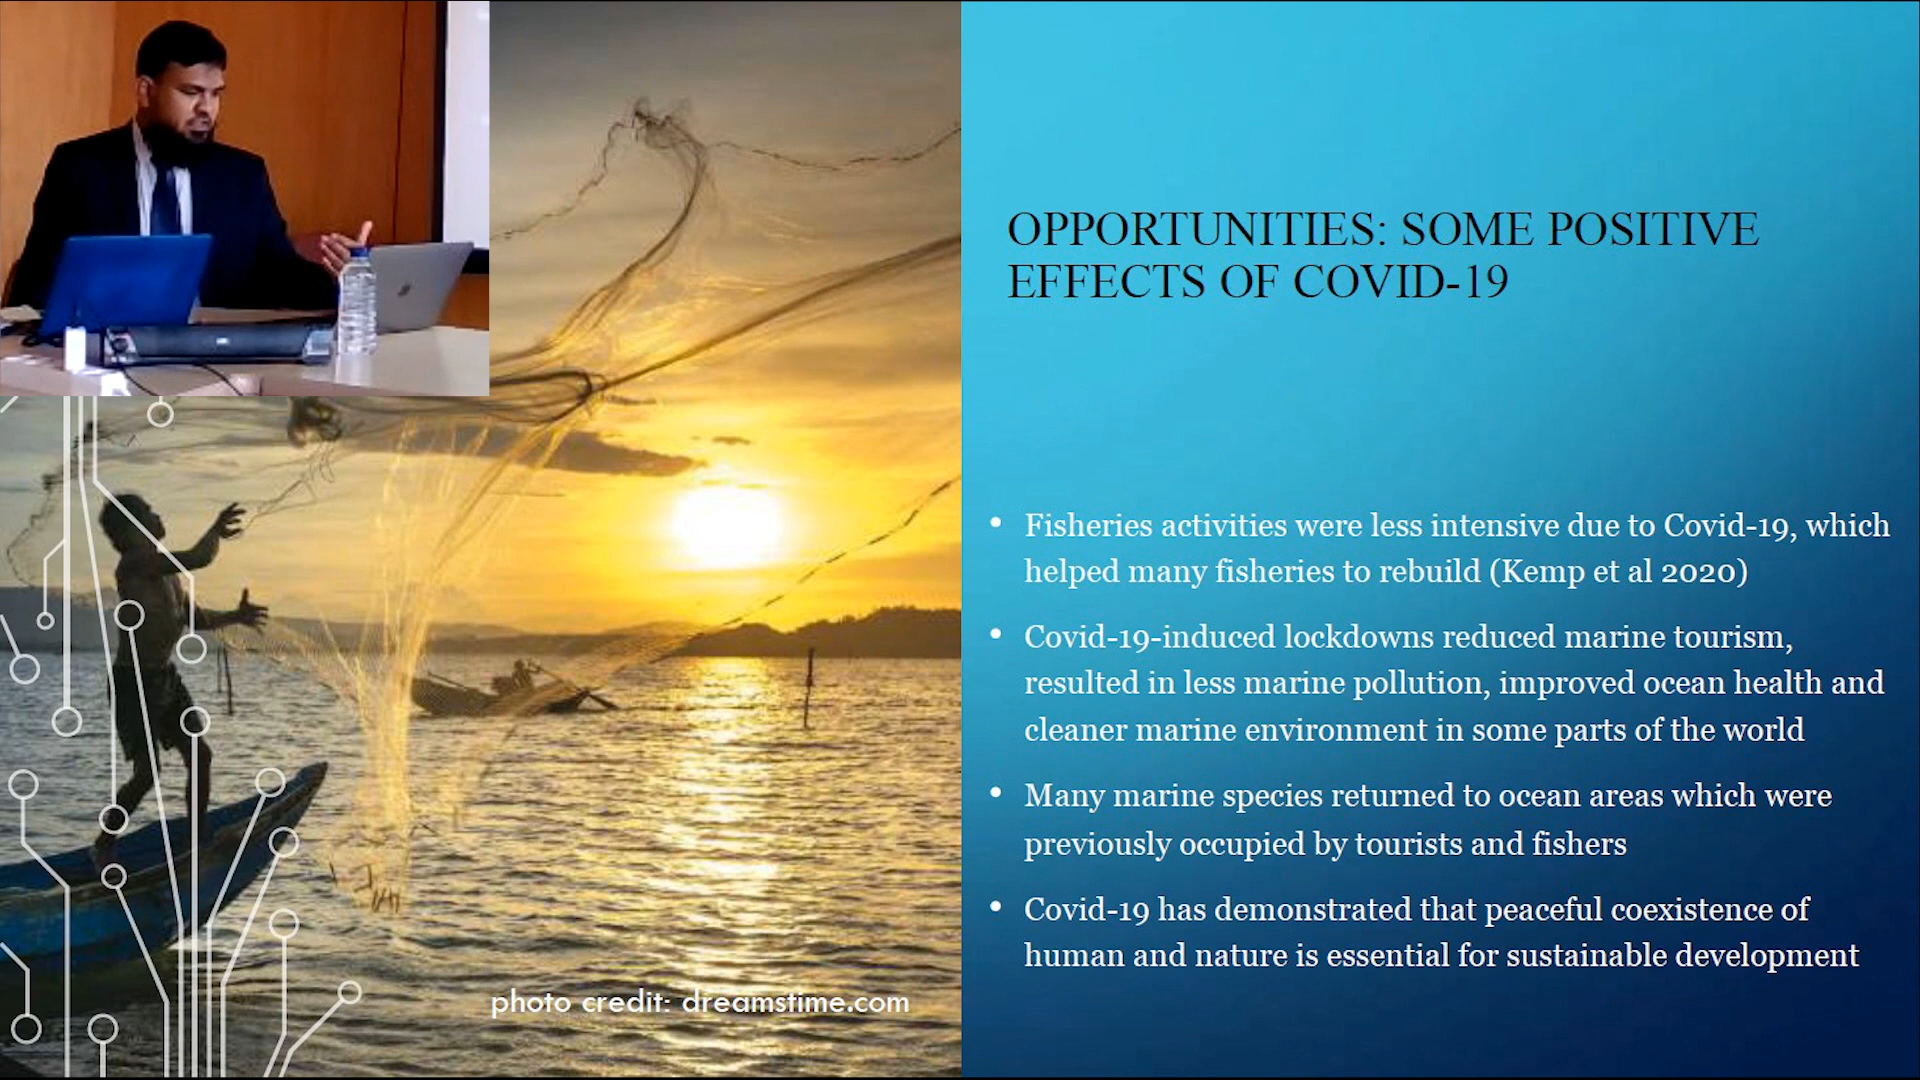 OPPORTUNITIES: SOME POSITIVE
EFFECTS OF COVID-19
• Fisheries activities were less intensive due to Covid-19, which
helped many fisheries to rebuild (Kemp et al 2020)
• Covid-19-induced lockdowns reduced marine tourism,
resulted in less marine pollution, improved ocean health and
cleaner marine environment in some parts of the world
• Many marine species returned to ocean areas which were
previously occupied by tourists and fishers
• Covid-19 has demonstrated that peaceful coexistence of
human and nature is essential for sustainable development
photo credit: dreamstime.com